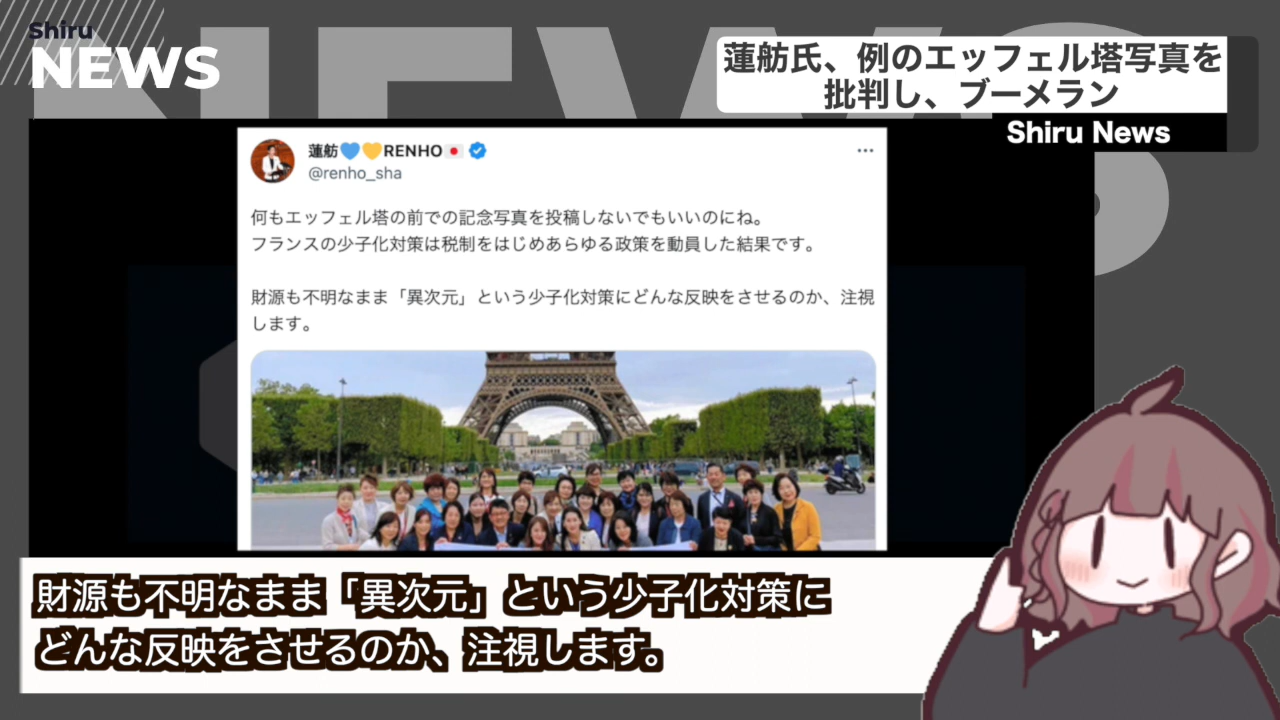 Shiru
NEWS
蓮舫氏、例のエッフェル塔写真を
批判し、ブーメラン
Shiru News
蓮舫💙💛RENHO🇯🇵
@renho_sha
何もエッフェル塔の前での記念写真を投稿しないでもいいのにね。
フランスの少子化対策は税制をはじめあらゆる政策を動員した結果です。
財源も不明なまま「異次元」という少子化対策にどんな反映をさせるのか、注視
します。
財源も不明なまま「異次元」という少子化対策に
どんな反映をさせるのか、注視します。